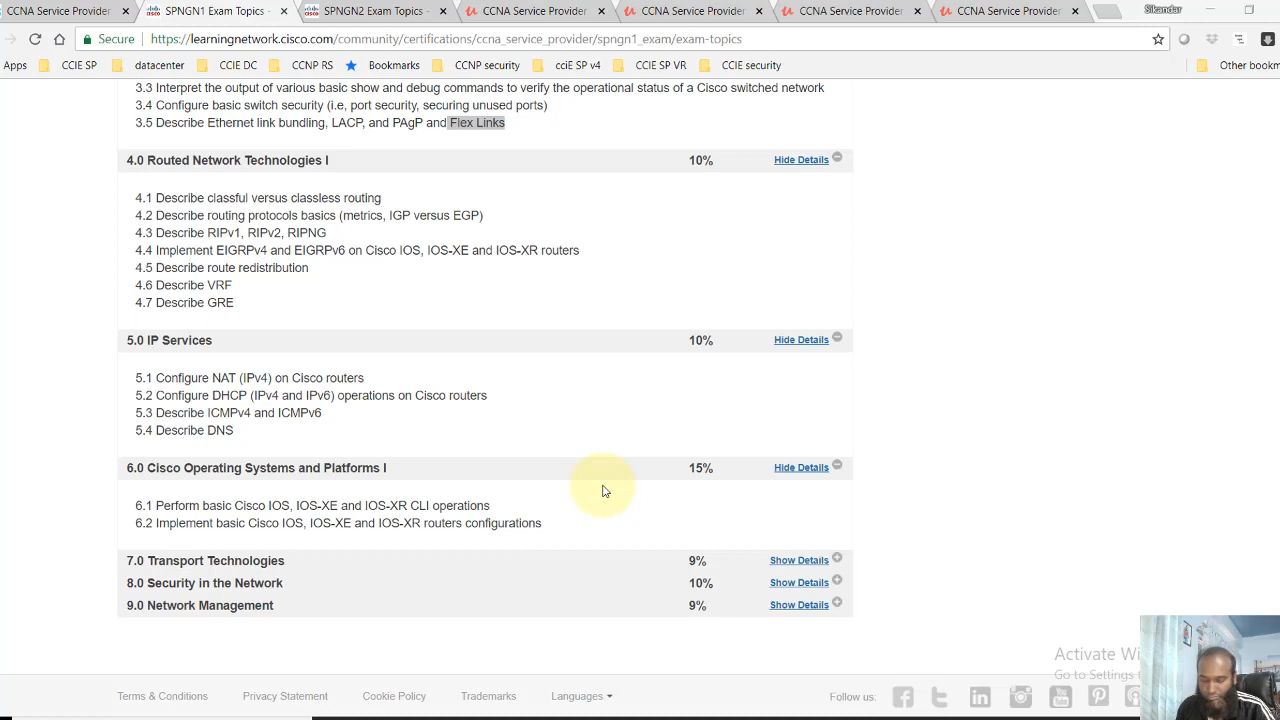 CCNA Service Provider
SPNGN1 Exam Topics -
SPNGN2 Exam Topics -
CCNA Service Provider
CCNA Service Provider
CCNA Service Provider
CCNA Service Provider
Sikandar
Secure
https://learningnetwork.cisco.com/community/certifications/ccna_service_provider/spngn1_exam/exam-topics
Apps
CCIE SP
datacenter
CCIE DC
CCNP RS
Bookmarks
CCNP security
cciE SP v4
CCIE SP VR
CCIE security
Other bookm
3.3 Interpret the output of various basic show and debug commands to verify the operational status of a Cisco switched network
3.4 Configure basic switch security (i.e, port security, securing unused ports)
3.5 Describe Ethernet link bundling, LACP, and PAgP and Flex Links
4.0 Routed Network Technologies I 10% Hide Details
4.1 Describe classful versus classless routing
4.2 Describe routing protocols basics (metrics, IGP versus EGP)
4.3 Describe RIPv1, RIPv2, RIPNG
4.4 Implement EIGRPv4 and EIGRPv6 on Cisco IOS, IOS-XE and IOS-XR routers
4.5 Describe route redistribution
4.6 Describe VRF
4.7 Describe GRE
5.0 IP Services 10% Hide Details
5.1 Configure NAT (IPv4) on Cisco routers
5.2 Configure DHCP (IPv4 and IPv6) operations on Cisco routers
5.3 Describe ICMPv4 and ICMPv6
5.4 Describe DNS
6.0 Cisco Operating Systems and Platforms I 15% Hide Details
6.1 Perform basic Cisco IOS, IOS-XE and IOS-XR CLI operations
6.2 Implement basic Cisco IOS, IOS-XE and IOS-XR routers configurations
7.0 Transport Technologies 9% Show Details
8.0 Security in the Network 10% Show Details
9.0 Network Management 9% Show Details
Activate Wi
Go to Settings
Terms & Conditions
Privacy Statement
Cookie Policy
Trademarks
Languages
Follow us: